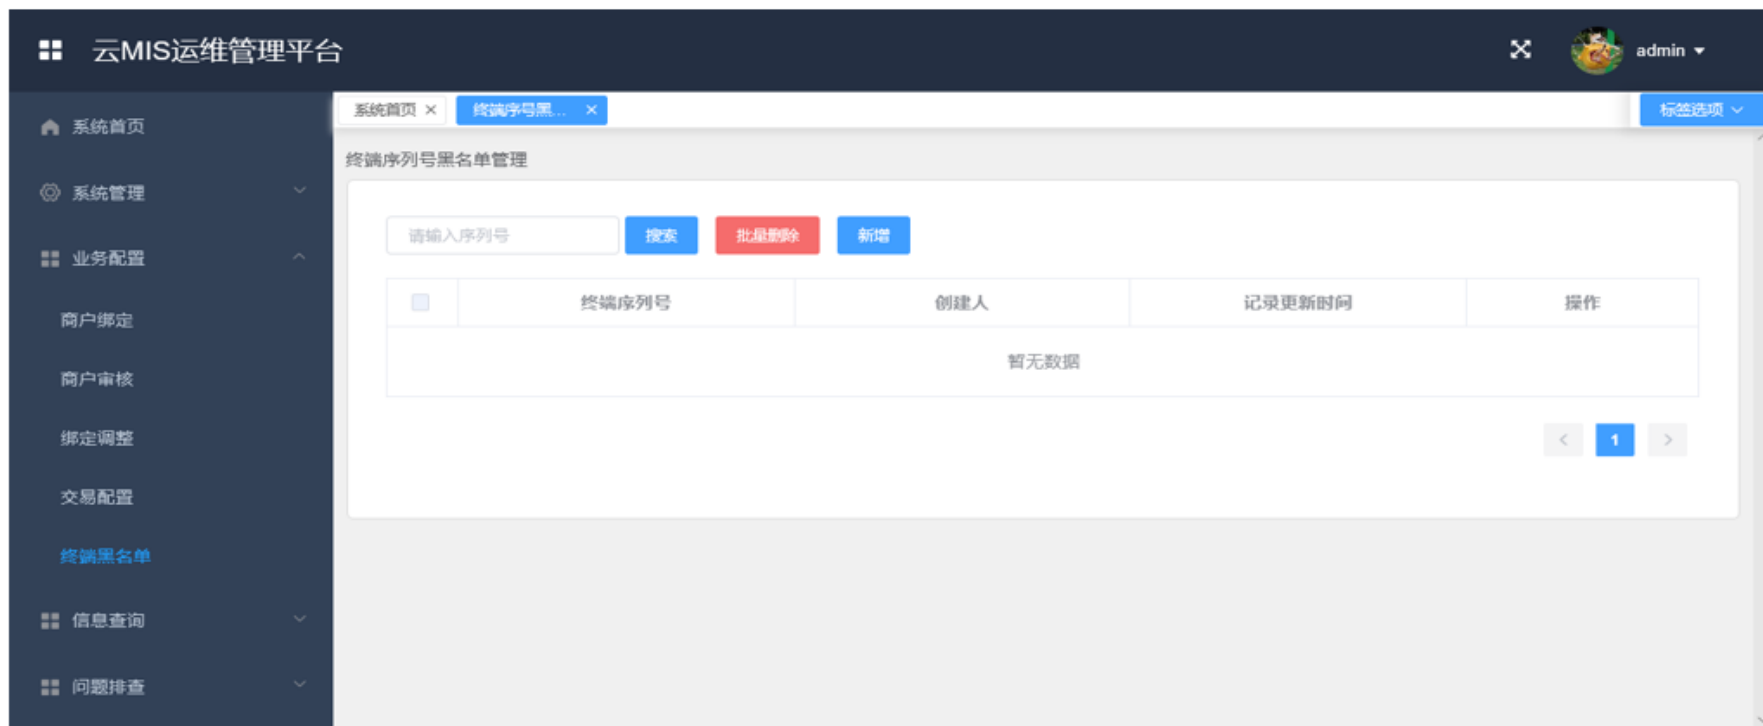 云MIS运维管理平台
admin
系统首页
系统管理
业务配置
商户绑定
商户审核
绑定调整
交易配置
终端黑名单
信息查询
问题排查
系统首页 终端序号黑... 标签选项
终端序列号黑名单管理
请输入序列号 搜索 批量删除 新增
终端序列号 创建人 记录更新时间 操作
暂无数据
1